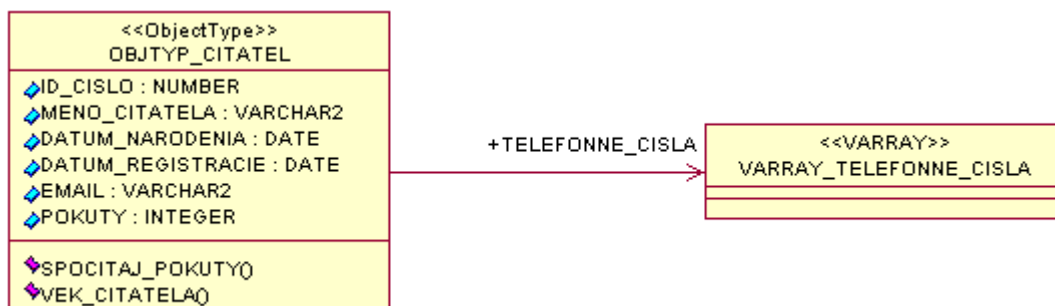 <<ObjectType>>
OBJTYP_CITATEL
ID_CISLO : NUMBER
MENO_CITATELA : VARCHAR2
DATUM_NARODENIA : DATE
DATUM_REGISTRACIE : DATE
EMAIL : VARCHAR2
POKUTY : INTEGER
SPOCITAJ_POKUTY()
VEK_CITATELA()
+TELEFONNE_CISLA
<<VARRAY>>
VARRAY_TELEFONNE_CISLA